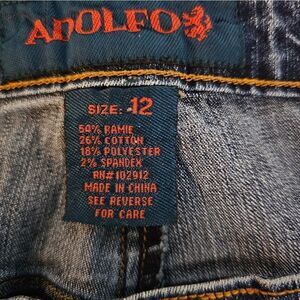 ADOLFO
SIZE: 12
54% RAMIE
26% COTTON
18% POLYESTER
2% SPANDEX
RN#102912
MADE IN CHINA
SEE REVERSE
FOR CARE